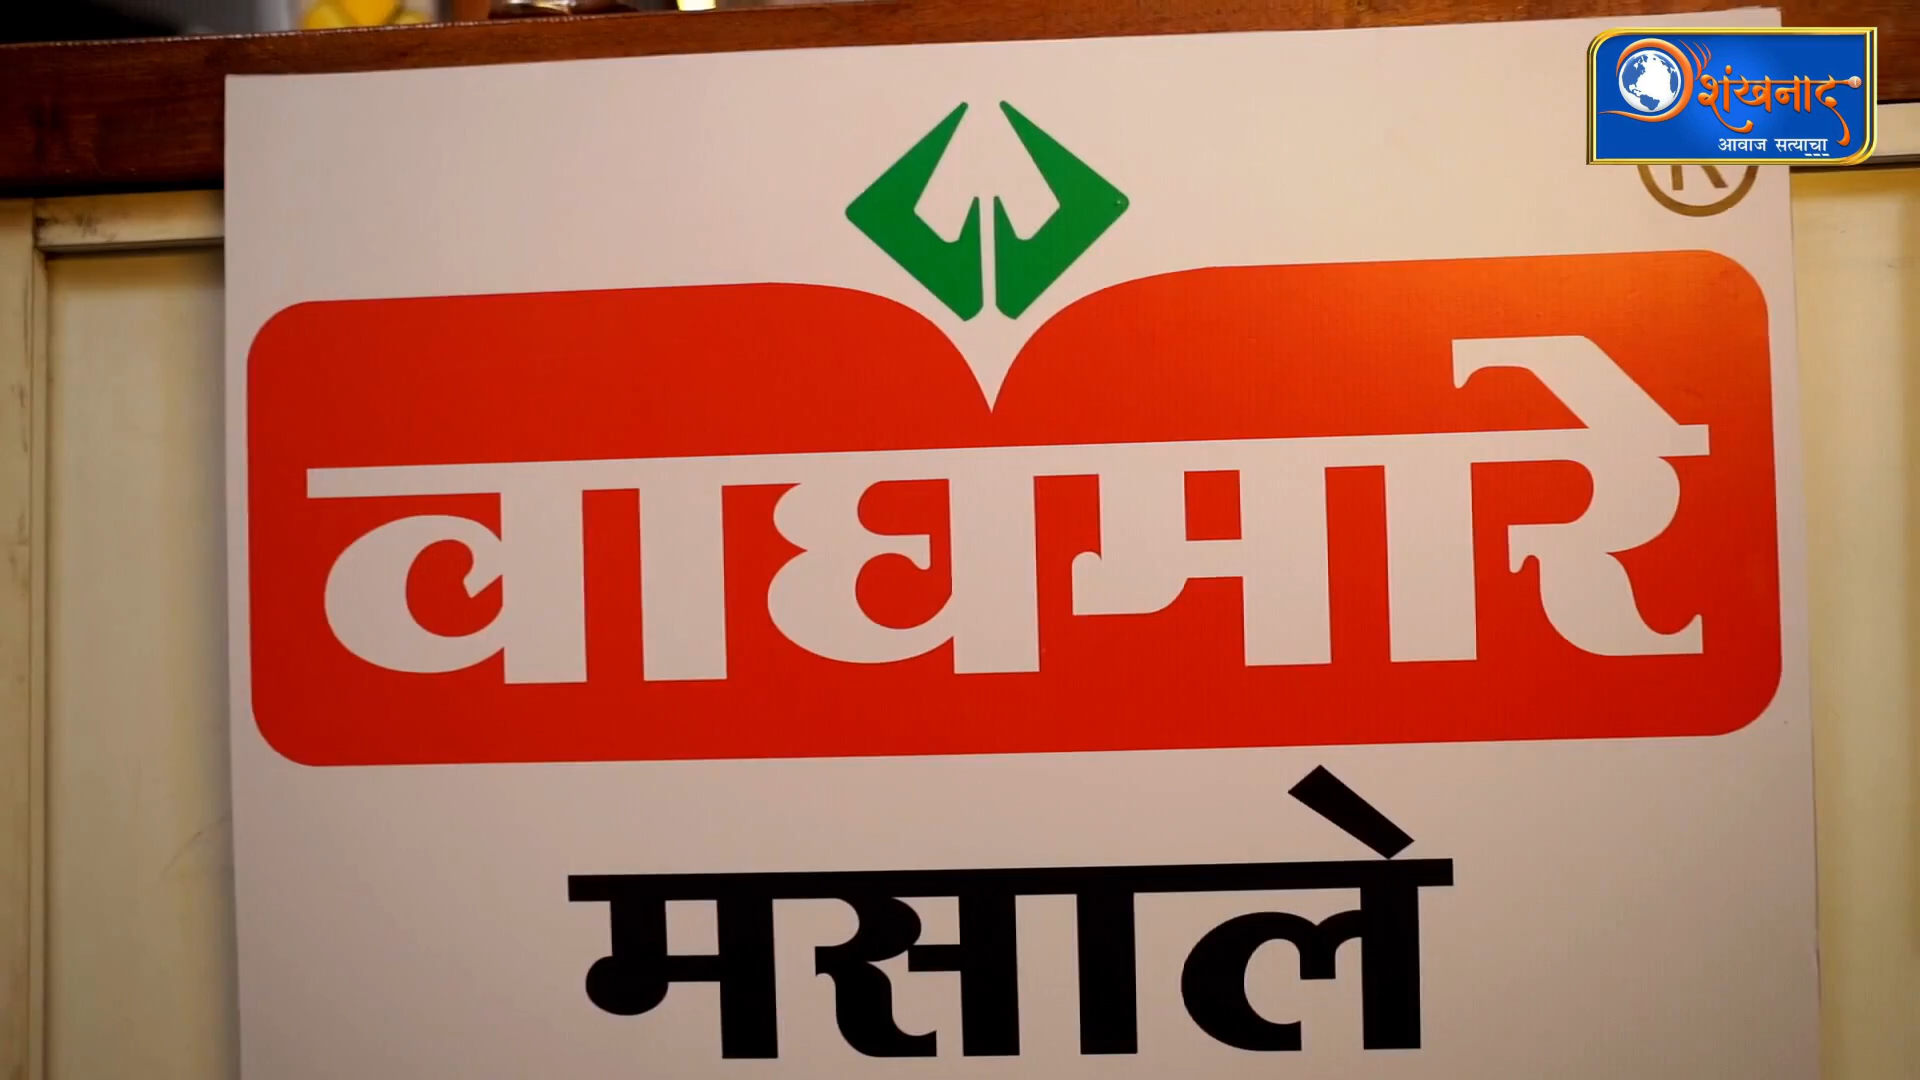 शंखनाद
आवाज सत्याचा
R
वाघमारे
मसाले